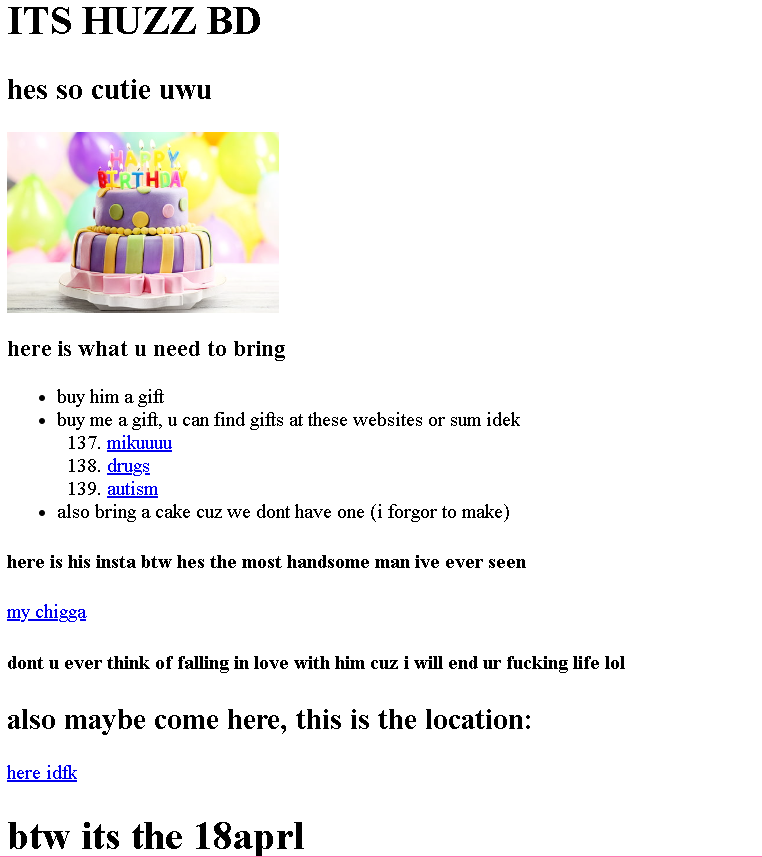 ITS HUZZ BD
hes so cutie uwu
HAPPY
BIRTHDAY
here is what u need to bring
• buy him a gift
• buy me a gift, u can find gifts at these websites or sum idek
137. mikuuuu
138. drugs
139. autism
• also bring a cake cuz we dont have one (i forgor to make)
here is his insta btw hes the most handsome man ive ever seen
my chigga
dont u ever think of falling in love with him cuz i will end ur fucking life lol
also maybe come here, this is the location:
here idfk
btw its the 18aprl